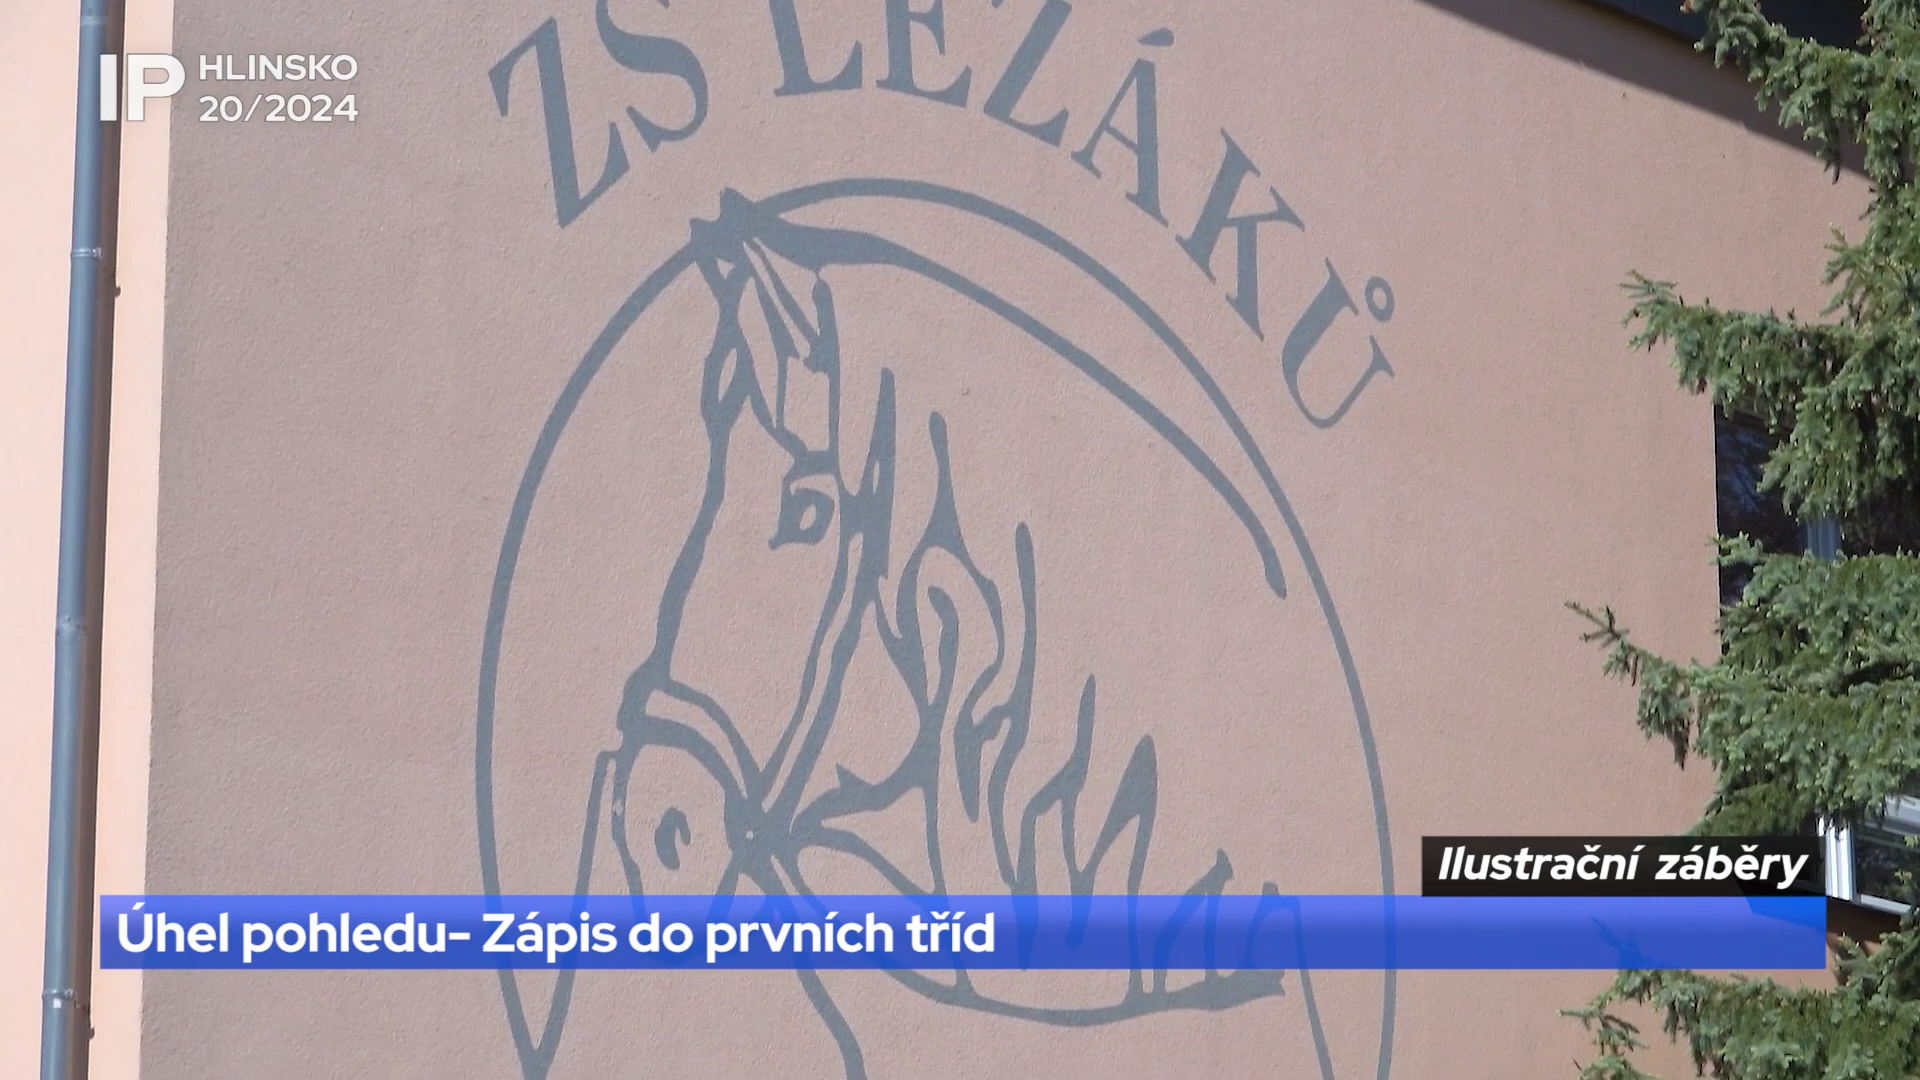 IP HLINSKO
20/2024
ZŠ LEŽÁKŮ
Ilustrační záběry
Úhel pohledu- Zápis do prvních tříd